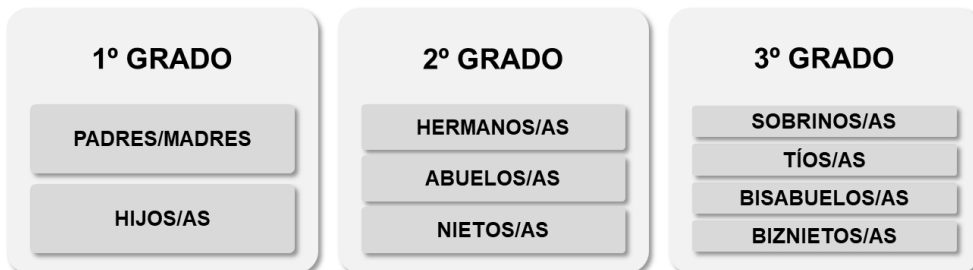 1º GRADO
PADRES/MADRES
HIJOS/AS
2º GRADO
HERMANOS/AS
ABUELOS/AS
NIETOS/AS
3º GRADO
SOBRINOS/AS
TÍOS/AS
BISABUELOS/AS
BIZNIETOS/AS